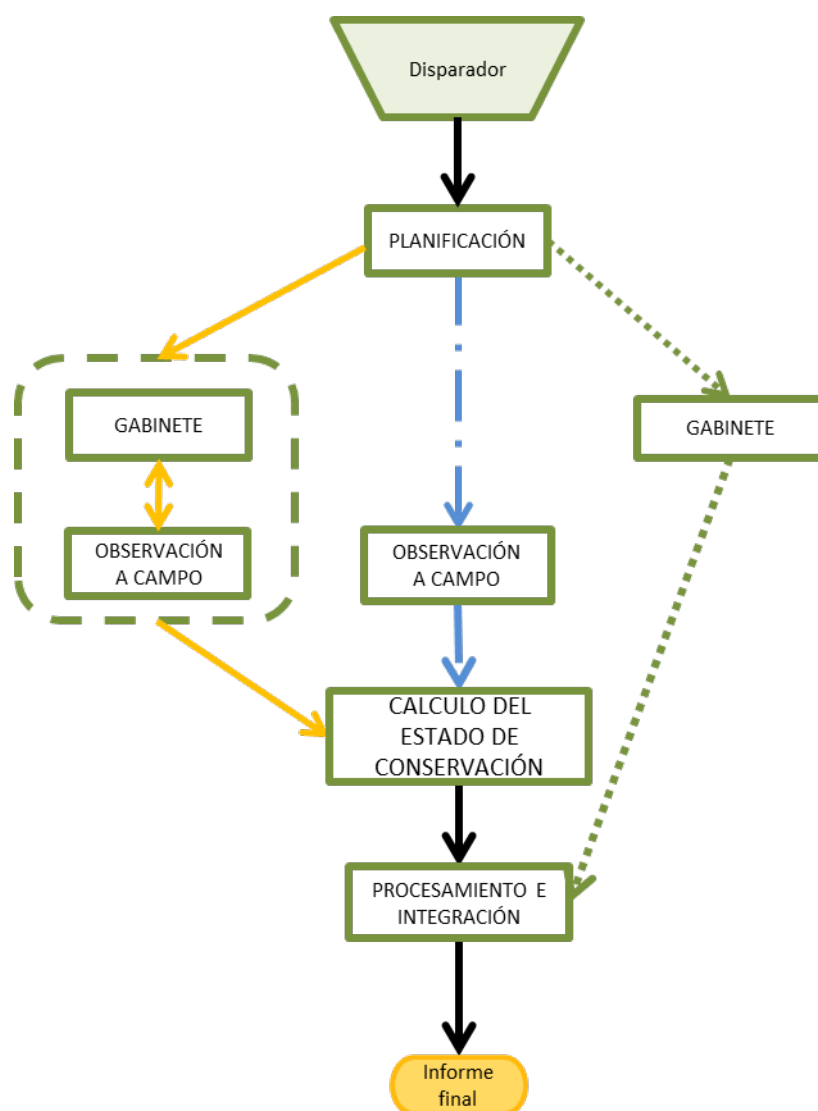 Disparador
PLANIFICACIÓN
GABINETE
GABINETE
OBSERVACIÓN
A CAMPO
OBSERVACIÓN
A CAMPO
CALCULO DEL
ESTADO DE
CONSERVACIÓN
PROCESAMIENTO E
INTEGRACIÓN
Informe
final